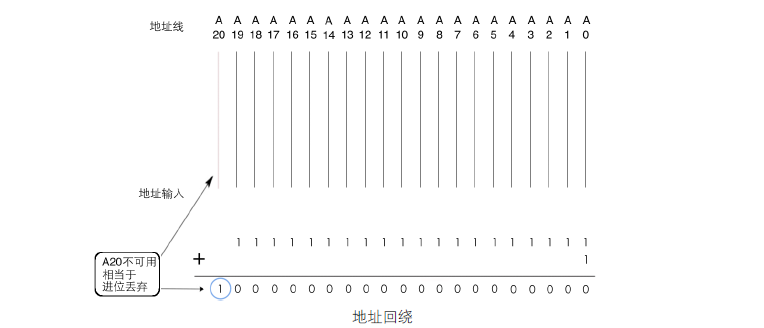 地址线 A A A A A A A A A A A A A A A A A A A A A
20 19 18 17 16 15 14 13 12 11 10 9 8 7 6 5 4 3 2 1 0
地址输入
1 1 1 1 1 1 1 1 1 1 1 1 1 1 1 1 1 1 1 1
+ 1
A20不可用
相当于
进位丢弃
1 0 0 0 0 0 0 0 0 0 0 0 0 0 0 0 0 0 0 0 0
地址回绕